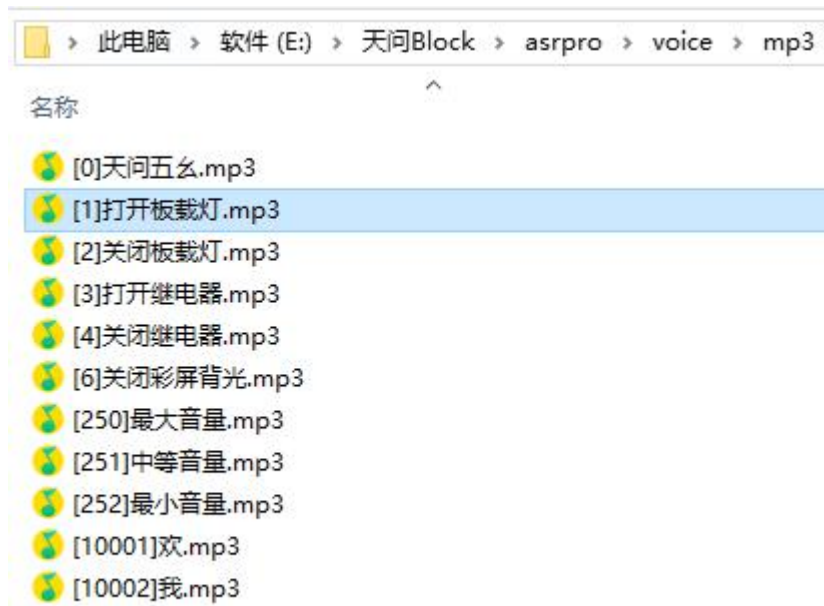 此电脑 > 软件 (E:) > 天问Block > asrpro > voice > mp3
名称
[0]天问五幺.mp3
[1]打开板载灯.mp3
[2]关闭板载灯.mp3
[3]打开继电器.mp3
[4]关闭继电器.mp3
[6]关闭彩屏背光.mp3
[250]最大音量.mp3
[251]中等音量.mp3
[252]最小音量.mp3
[10001]欢.mp3
[10002]我.mp3